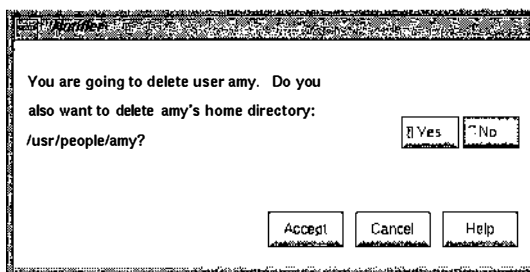 Notifier
You are going to delete user amy. Do you
also want to delete amy's home directory:
/usr/people/amy?
Yes No
Accept Cancel Help